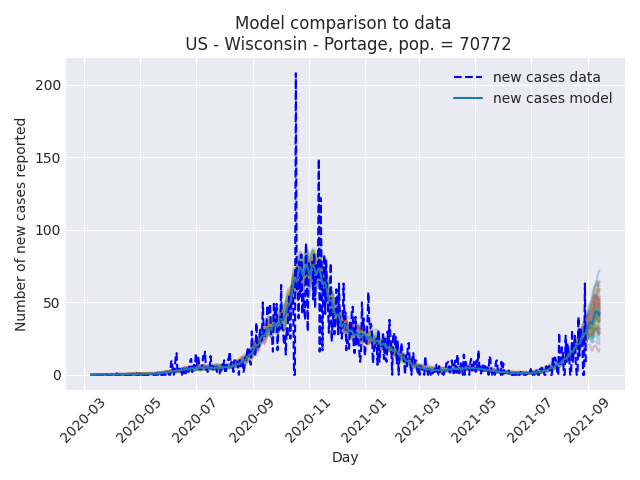 Model comparison to data
US - Wisconsin - Portage, pop. = 70772
new cases data
new cases model
Number of new cases reported
200
150
100
50
0
2020-03
2020-05
2020-07
2020-09
2020-11
2021-01
2021-03
2021-05
2021-07
2021-09
Day